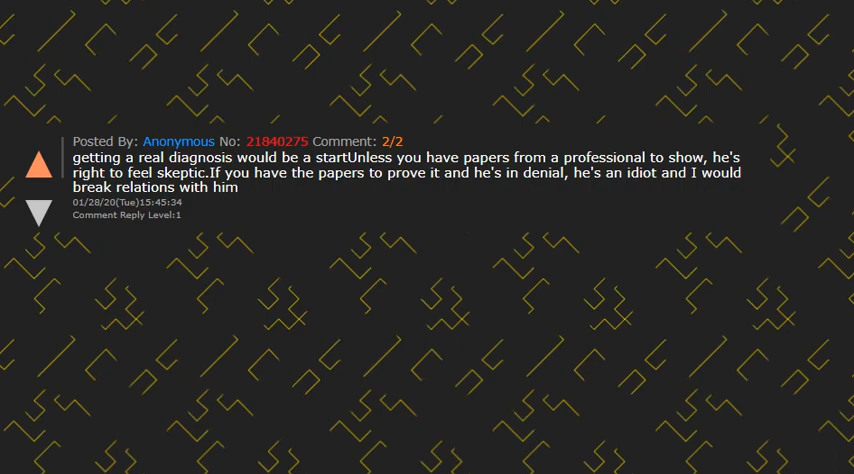 Posted By: Anonymous No: 21840275 Comment: 2/2
getting a real diagnosis would be a startUnless you have papers from a professional to show, he's
right to feel skeptic.If you have the papers to prove it and he's in denial, he's an idiot and I would
break relations with him
01/28/20(Tue)15:45:34
Comment Reply Level:1